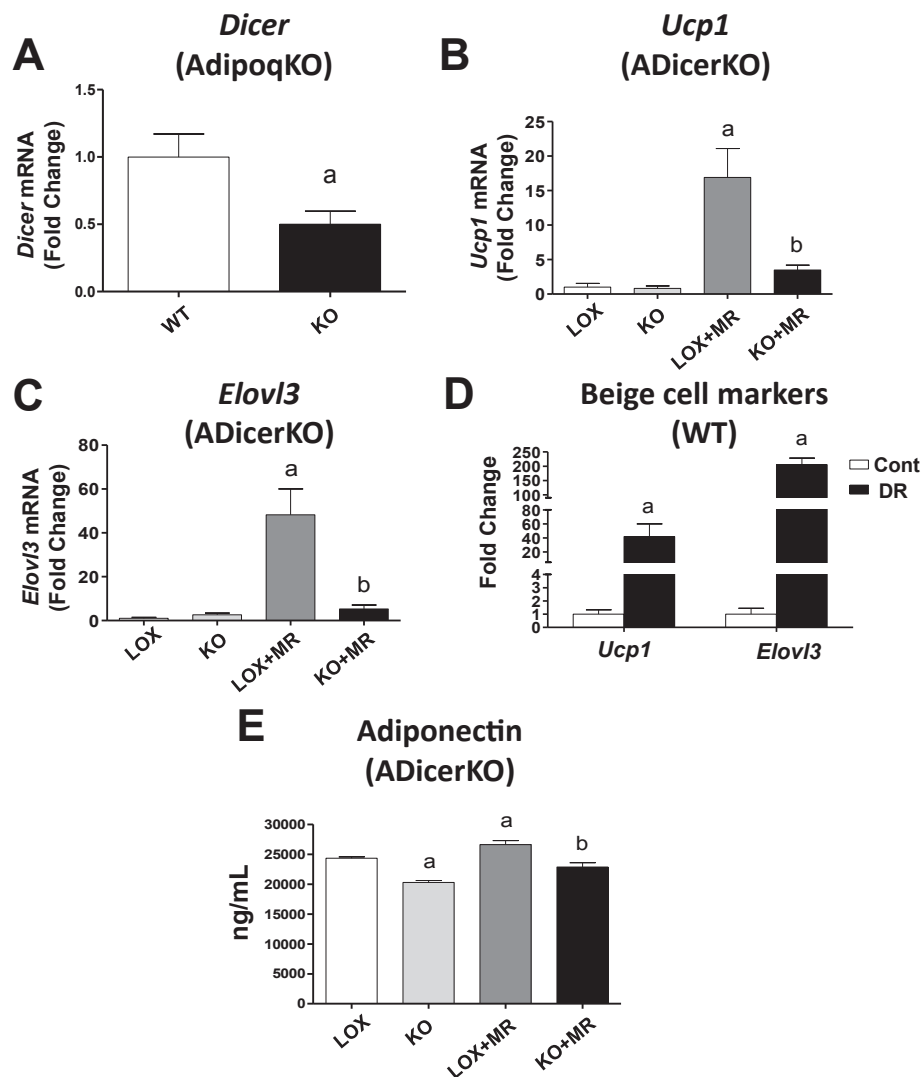 A
Dicer
(AdipoqKO)
Dicer mRNA
(Fold Change)
1.5
1.0
0.5
0.0
a
WT
KO
B
Ucp1
(ADicerKO)
Ucp1 mRNA
(Fold Change)
25
20
15
10
5
0
a
b
LOX
KO
LOX+MR
KO+MR
C
Elovl3
(ADicerKO)
Elovl3 mRNA
(Fold Change)
80
60
40
20
0
a
b
LOX
KO
LOX+MR
KO+MR
D
Beige cell markers
(WT)
Fold Change
250
200
150
100
80
60
40
20
4
3
2
1
0
a
a
Cont
DR
Ucp1
Elovl3
E
Adiponectin
(ADicerKO)
ng/mL
30000
25000
20000
15000
10000
5000
0
a
a
b
LOX
KO
LOX+MR
KO+MR